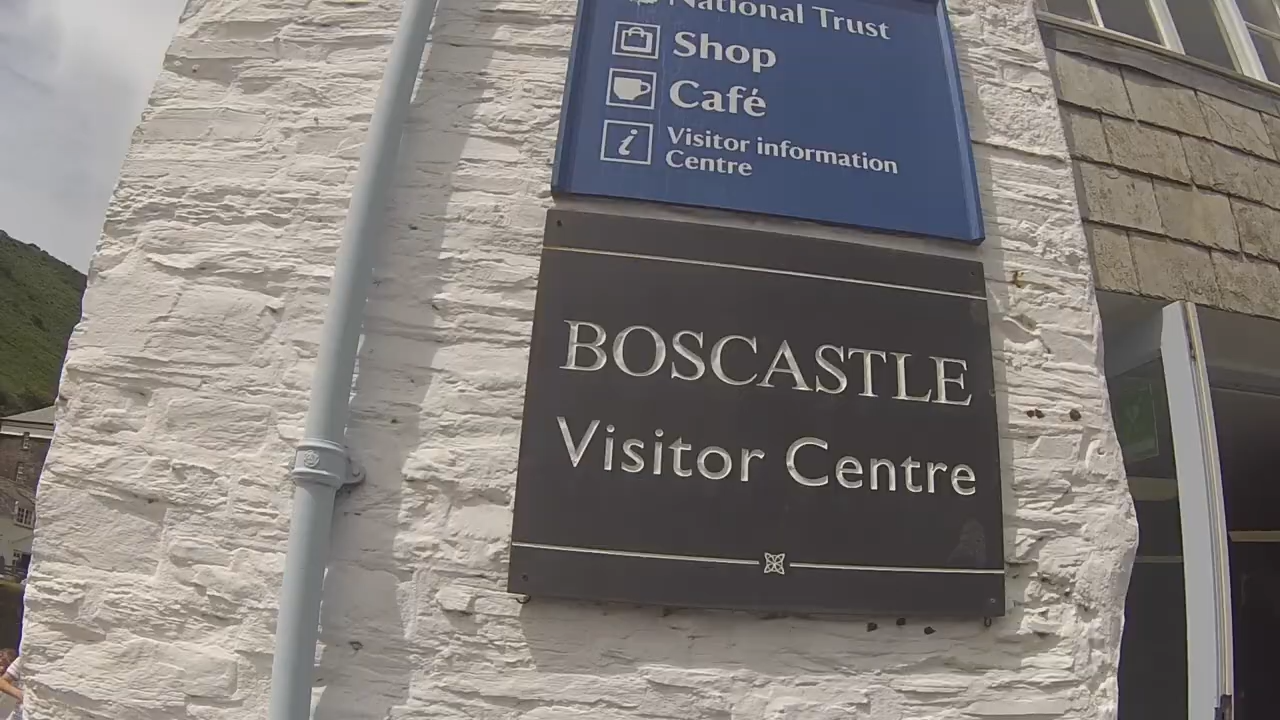 National Trust
Shop
Café
i Visitor information
Centre
BOSCASTLE
Visitor Centre